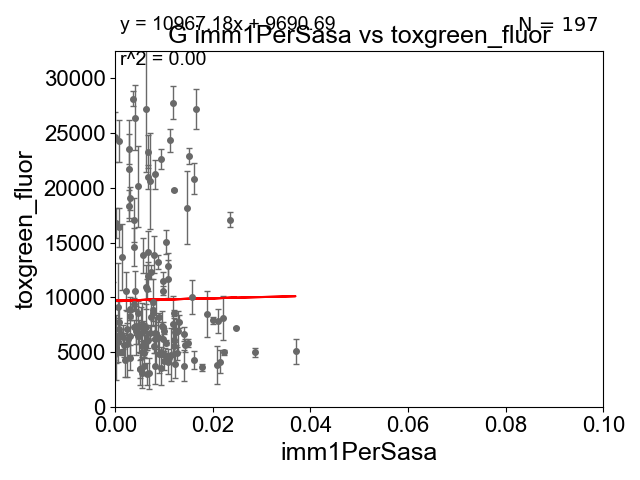 y = 10967.18x + 9690.69
N = 197
G imm1PerSasa vs toxgreen_fluor
r^2 = 0.00
30000
25000
20000
15000
10000
5000
0
toxgreen_fluor
0.00
0.02
0.04
0.06
0.08
0.10
imm1PerSasa